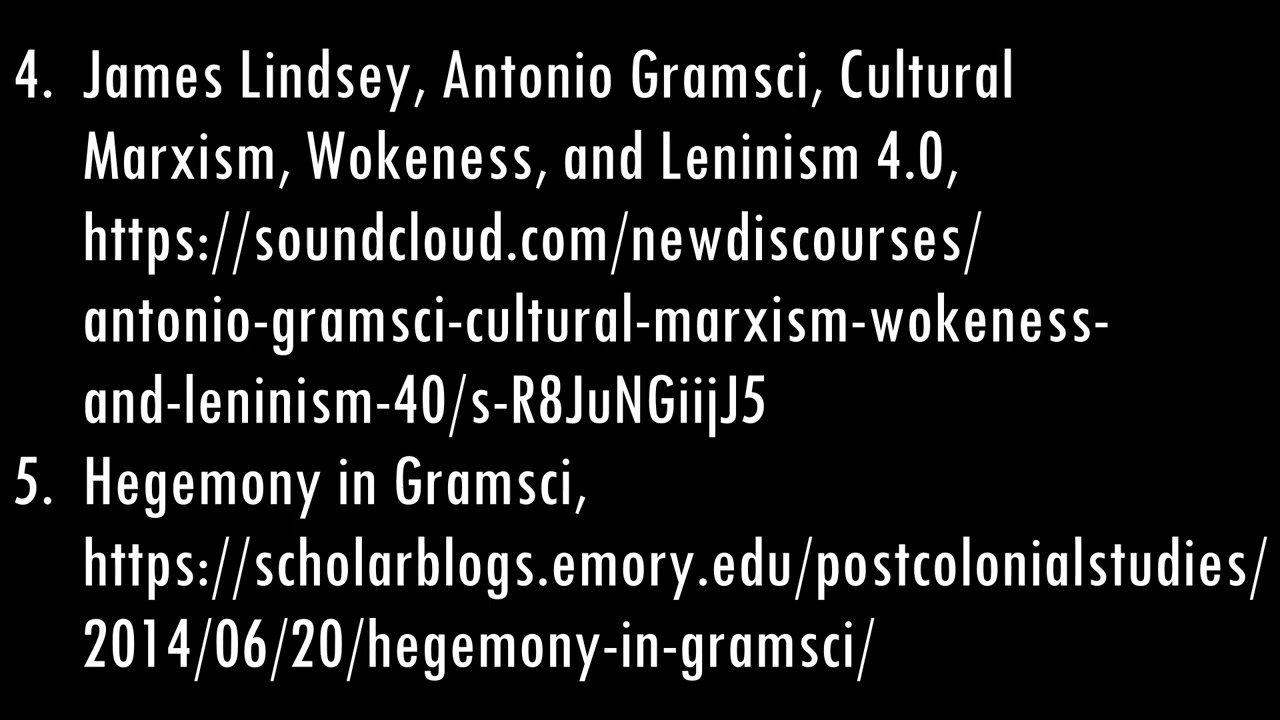 4. James Lindsey, Antonio Gramsci, Cultural
Marxism, Wokeness, and Leninism 4.0,
https://soundcloud.com/newdiscourses/
antonio-gramsci-cultural-marxism-wokeness-
and-leninism-40/s-R8JuNGiijJ5
5. Hegemony in Gramsci,
https://scholarblogs.emory.edu/postcolonialstudies/
2014/06/20/hegemony-in-gramsci/